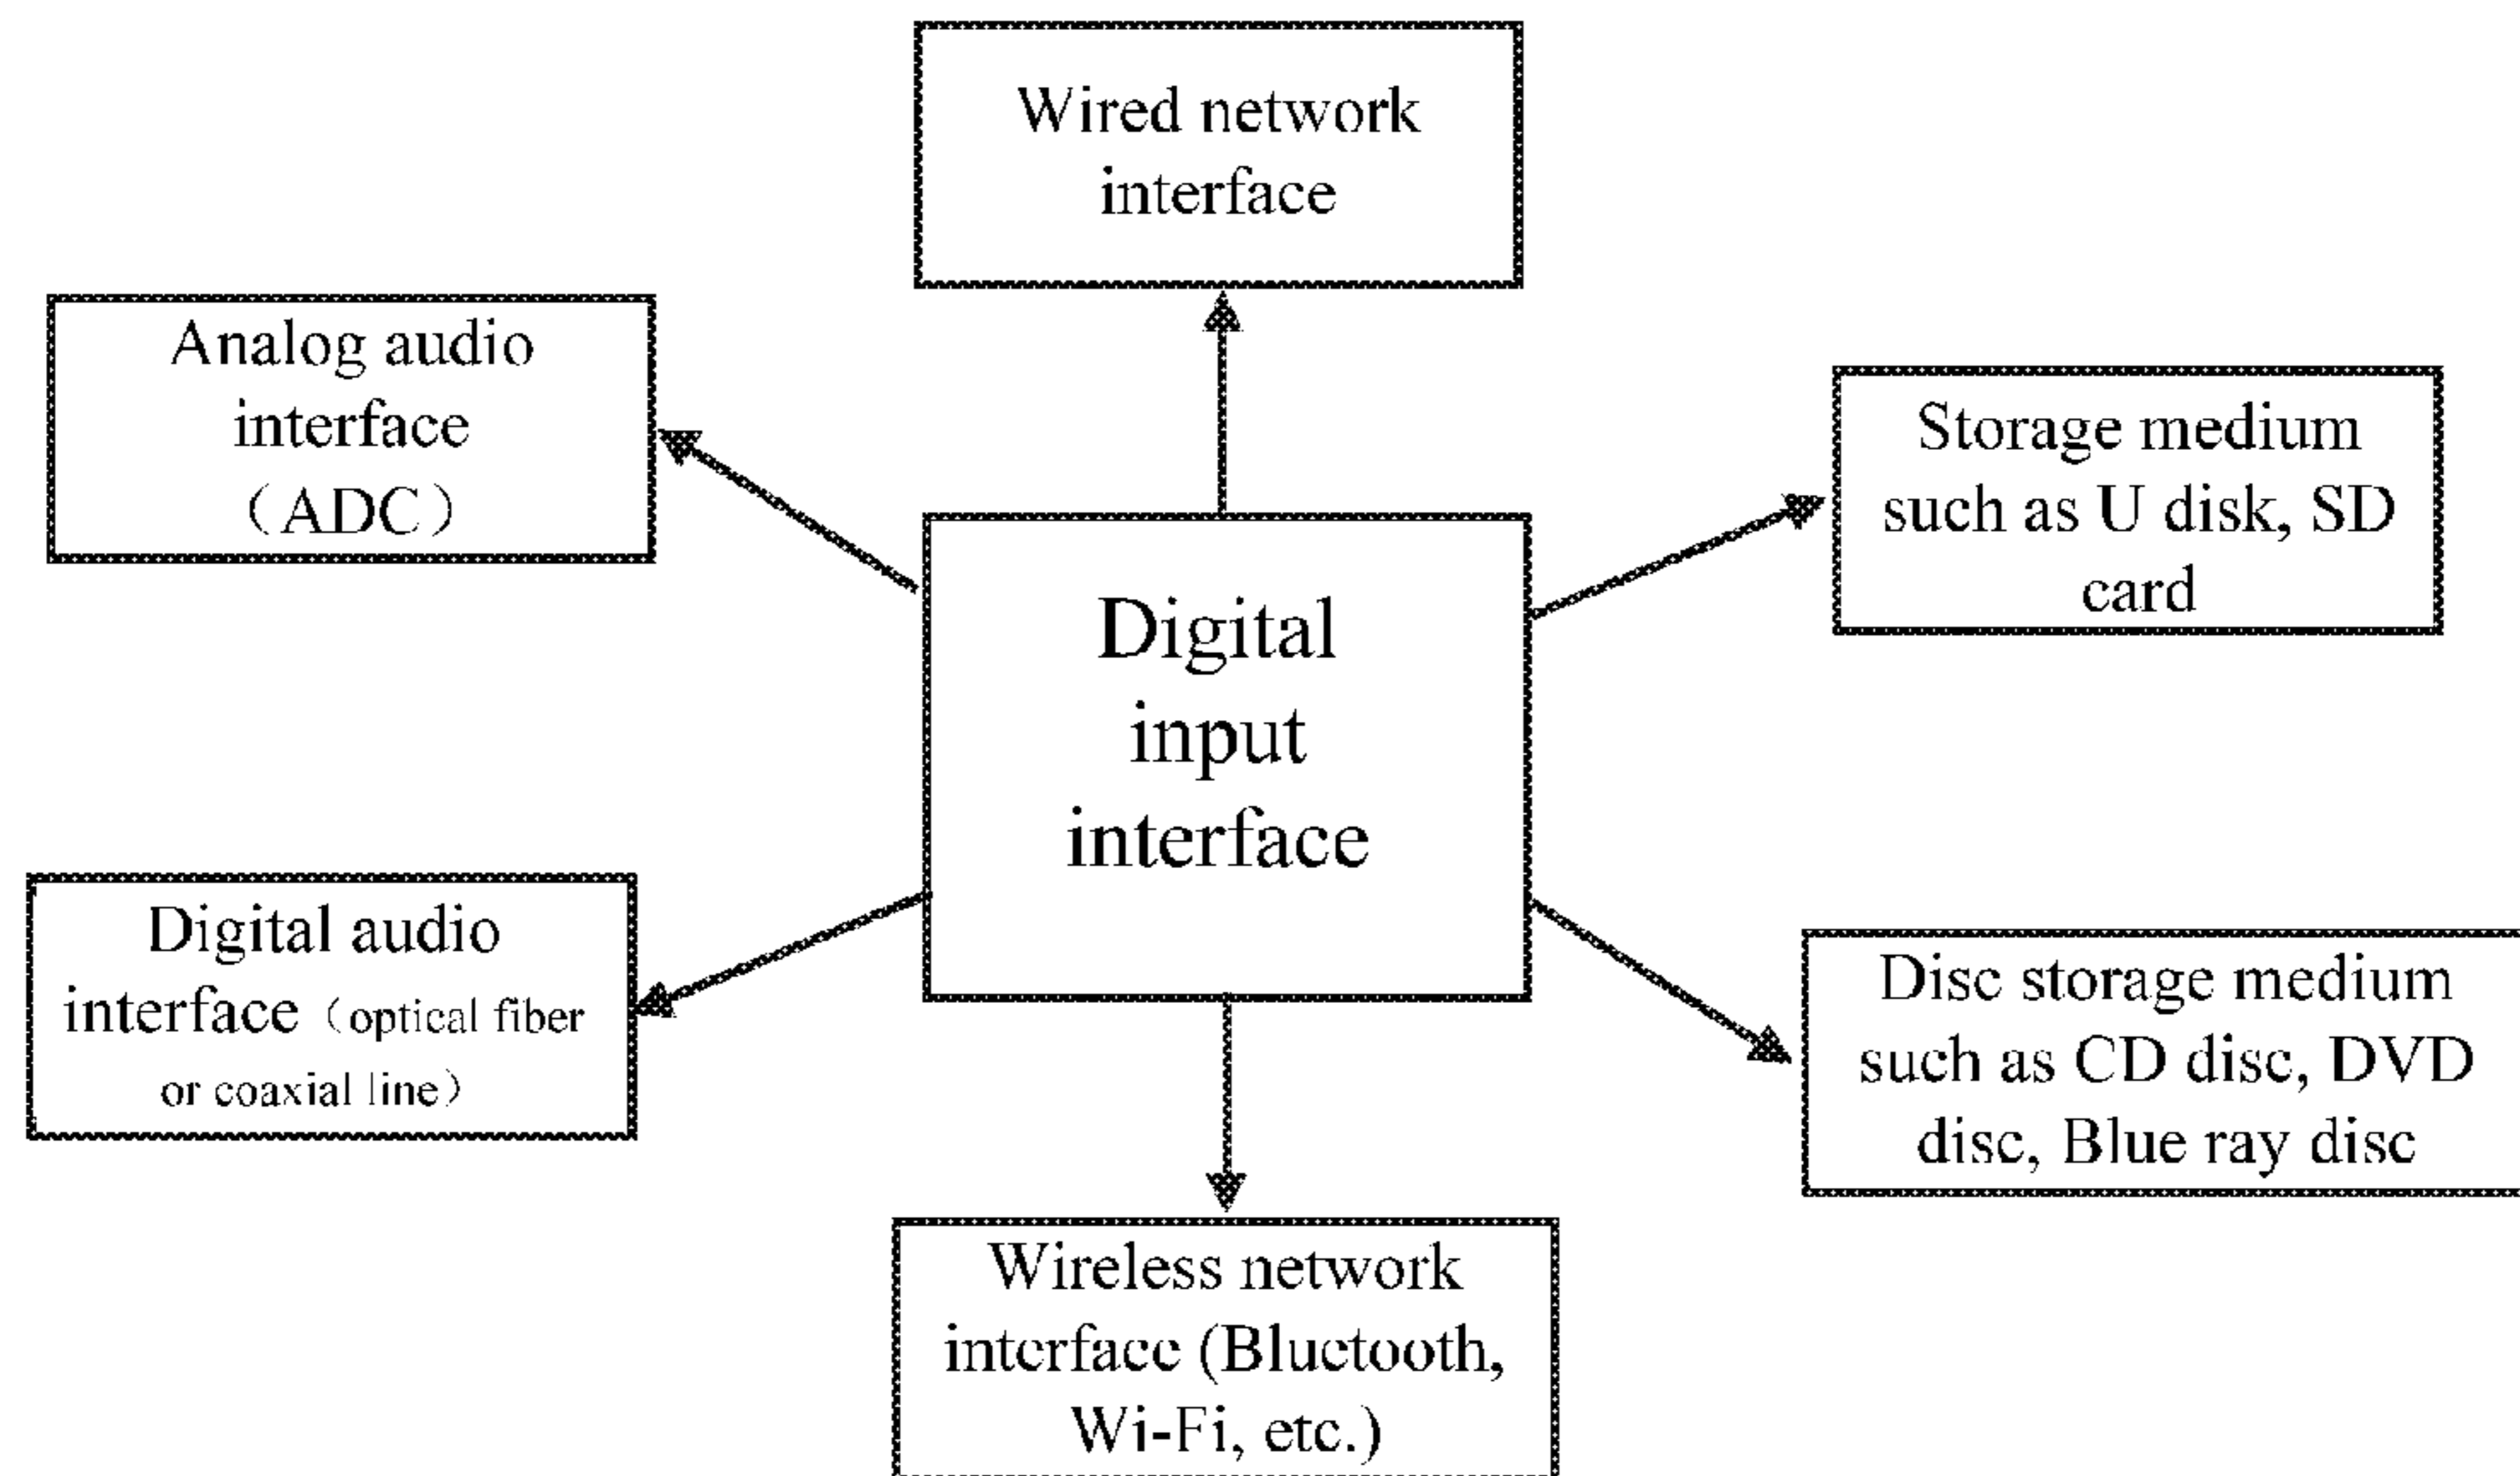 Wired network
interface
Analog audio
interface
（ADC）
Storage medium
such as U disk, SD
card
Digital
input
interface
Digital audio
interface（optical fiber
or coaxial line）
Disc storage medium
such as CD disc, DVD
disc, Blue ray disc
Wireless network
interface (Bluetooth,
Wi-Fi, etc.)